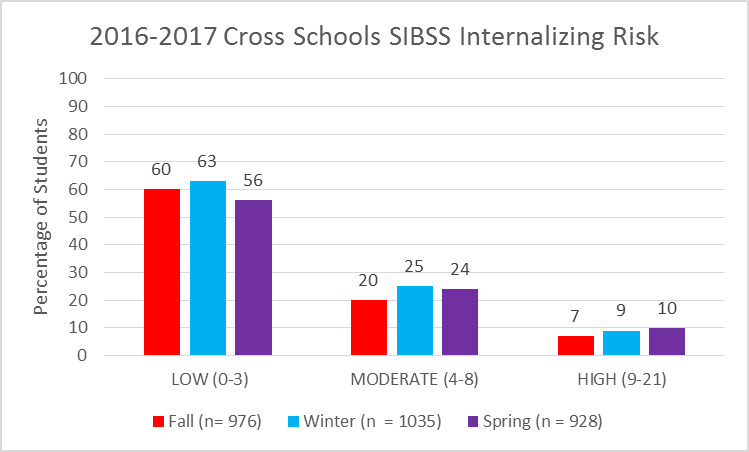 2016-2017 Cross Schools SIBSS Internalizing Risk
Percentage of Students
100
90
80
70
60
50
40
30
20
10
0
60
63
56
20
25
24
7
9
10
LOW (0-3)
MODERATE (4-8)
HIGH (9-21)
Fall (n= 976)
Winter (n  = 1035)
Spring (n = 928)